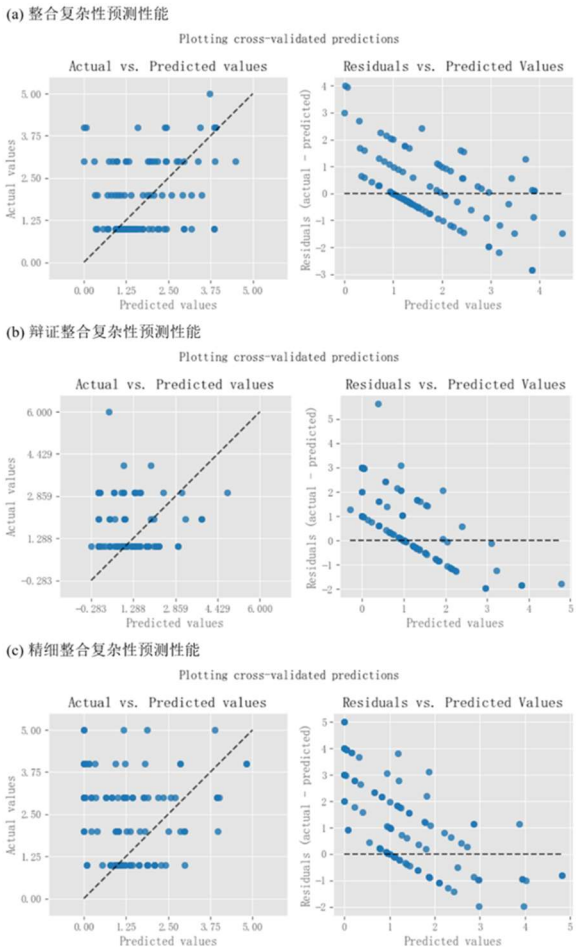 (a) 整合复杂性预测性能
Plotting cross-validated predictions
Actual vs. Predicted values
Residuals vs. Predicted Values
Actual values
5.00
3.75
2.50
1.25
0.00
0.00 1.25 2.50 3.75 5.00
Predicted values
Residuals (actual - predicted)
4
3
2
1
0
−1
−2
−3
0 1 2 3 4
Predicted values
(b) 辩证整合复杂性预测性能
Plotting cross-validated predictions
Actual vs. Predicted values
Residuals vs. Predicted Values
Actual values
6.000
4.429
2.859
1.288
−0.283
−0.283 1.288 2.859 4.429 6.000
Predicted values
Residuals (actual - predicted)
5
4
3
2
1
0
−1
−2
0 1 2 3 4
Predicted values
(c) 精细整合复杂性预测性能
Plotting cross-validated predictions
Actual vs. Predicted values
Residuals vs. Predicted Values
Actual values
5.00
3.75
2.50
1.25
0.00
0.00 1.25 2.50 3.75 5.00
Predicted values
Residuals (actual - predicted)
5
4
3
2
1
0
−1
−2
0 1 2 3 4 5
Predicted values